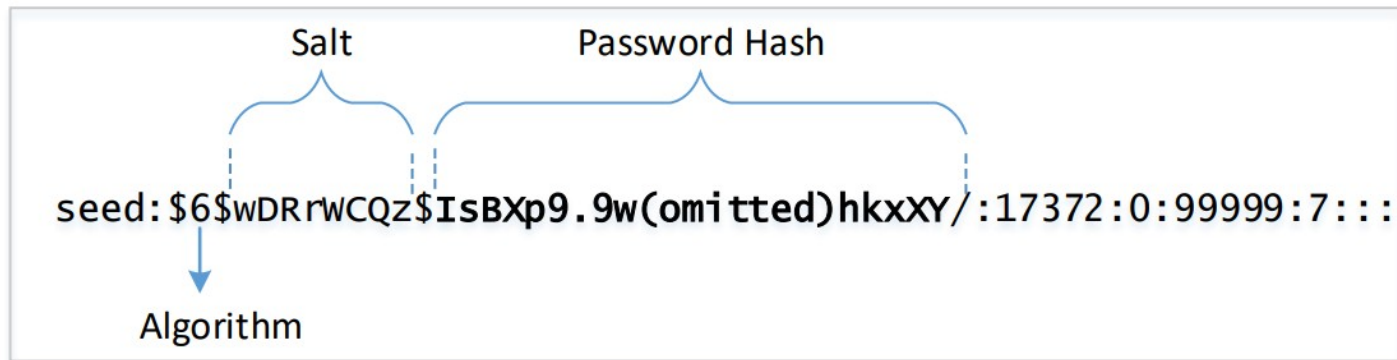 Salt Password Hash
seed:$6$wDRrWCQz$IsBXp9.9w(omitted)hkxXY/:17372:0:99999:7:::
Algorithm